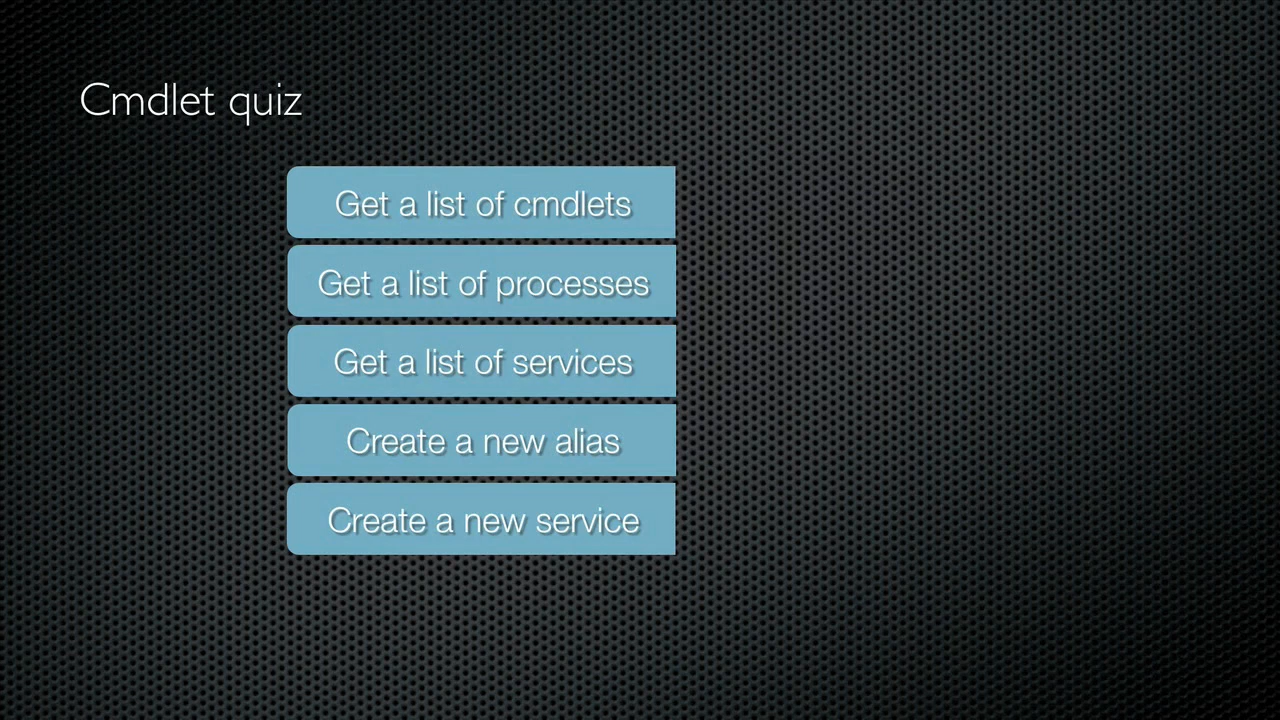 Cmdlet quiz
Get a list of cmdlets
Get a list of processes
Get a list of services
Create a new alias
Create a new service